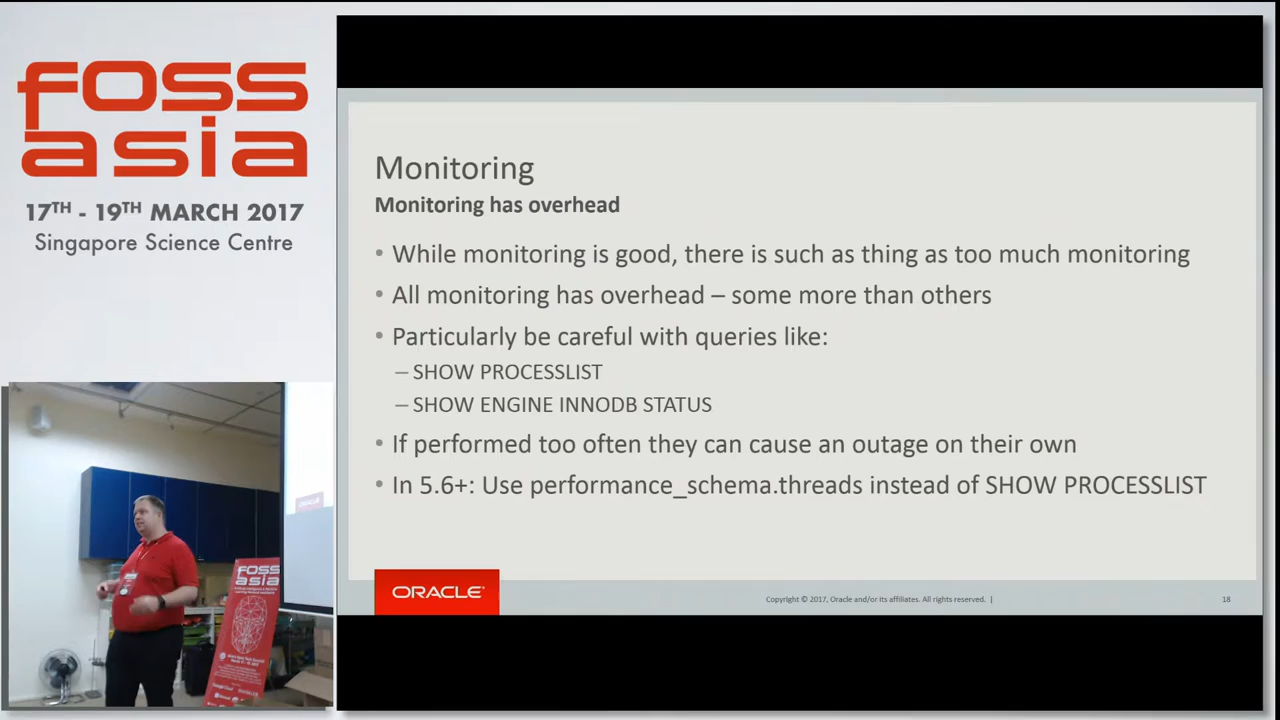 foss
asia
17TH - 19TH MARCH 2017
Singapore Science Centre
Monitoring
Monitoring has overhead
• While monitoring is good, there is such as thing as too much monitoring
• All monitoring has overhead – some more than others
• Particularly be careful with queries like:
– SHOW PROCESSLIST
– SHOW ENGINE INNODB STATUS
• If performed too often they can cause an outage on their own
• In 5.6+: Use performance_schema.threads instead of SHOW PROCESSLIST
ORACLE
Copyright © 2017, Oracle and/or its affiliates. All rights reserved. |
18
ORACLE
FOSS
ASIA